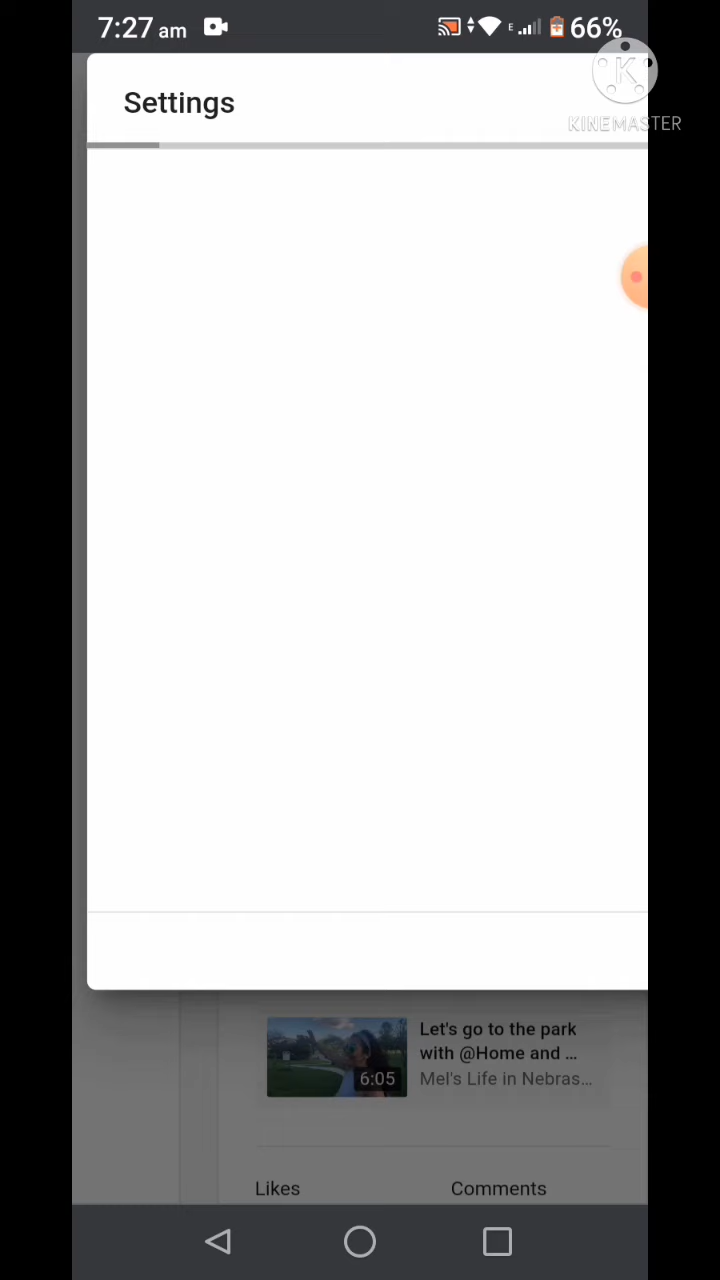 7:27 am
E
66%
K
KINEMASTER
Settings
Let's go to the park
with @Home and ...
6:05
Mel's Life in Nebras...
Likes
Comments